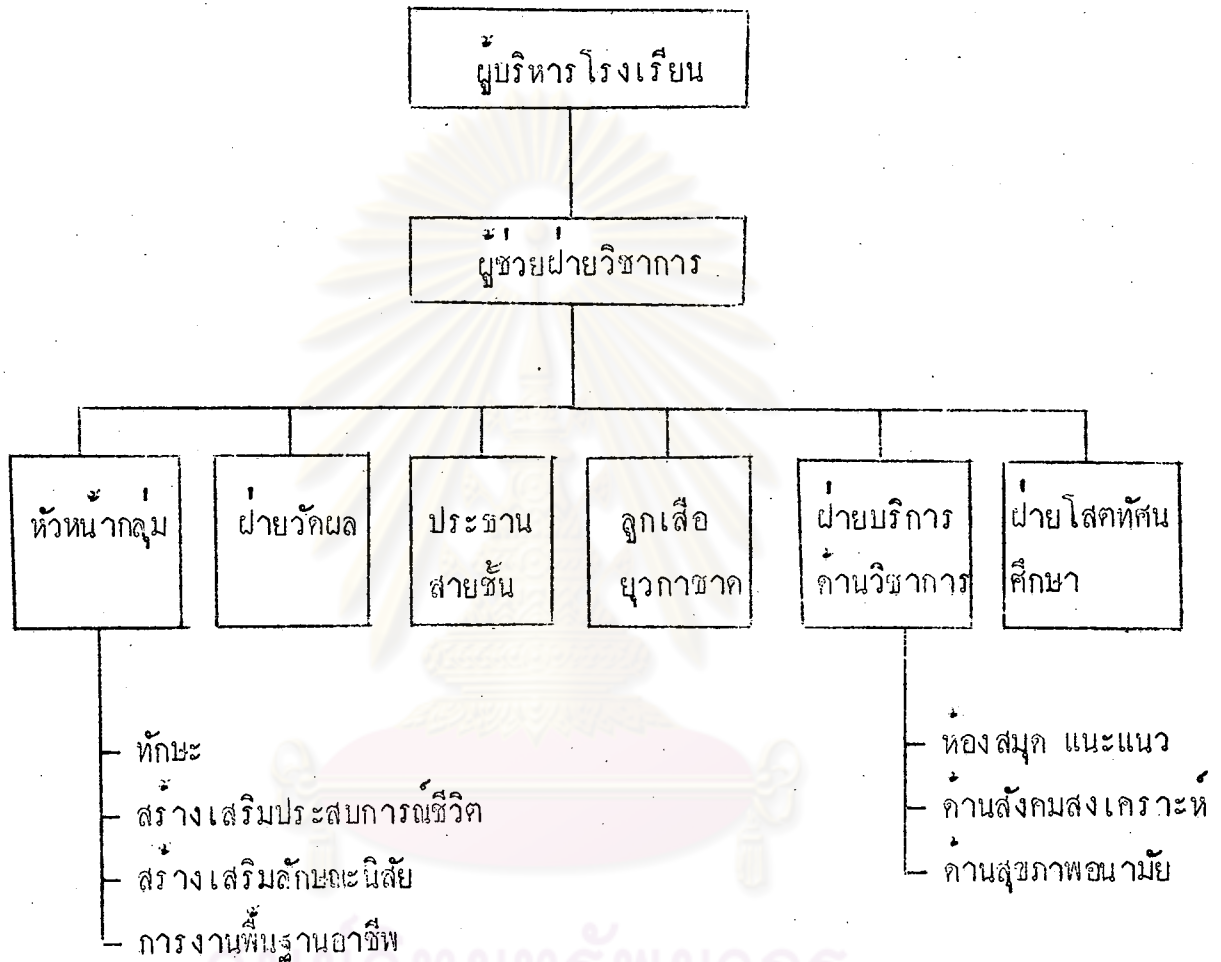 ผู้บริหารโรงเรียน
ผู้ช่วยฝ่ายวิชาการ
หัวหน้ากลุ่ม
ฝ่ายวัดผล
ประธาน
สายชั้น
ลูกเสือ
ยุวกาชาด
ฝ่ายบริการ
ด้านวิชาการ
ฝ่ายโสตทัศน
ศึกษา
ทักษะ
สร้างเสริมประสบการณ์ชีวิต
สร้างเสริมลักษณะนิสัย
การงานพื้นฐานอาชีพ
ห้องสมุด แนะแนว
ด้านสังคมสงเคราะห์
ด้านสุขภาพอนามัย